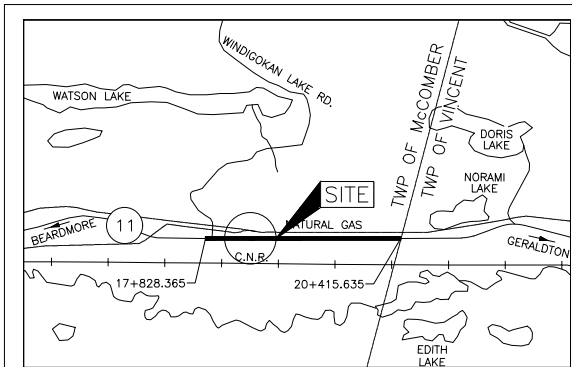 WINDIGOKAN LAKE RD.
WATSON LAKE
TWP OF McCOMBER
TWP OF VINCENT
DORIS
LAKE
NORAMI
LAKE
SITE
11
BEARDMORE
NATURAL GAS
GERALDTON
C.N.R.
17+828.365
20+415.635
EDITH
LAKE